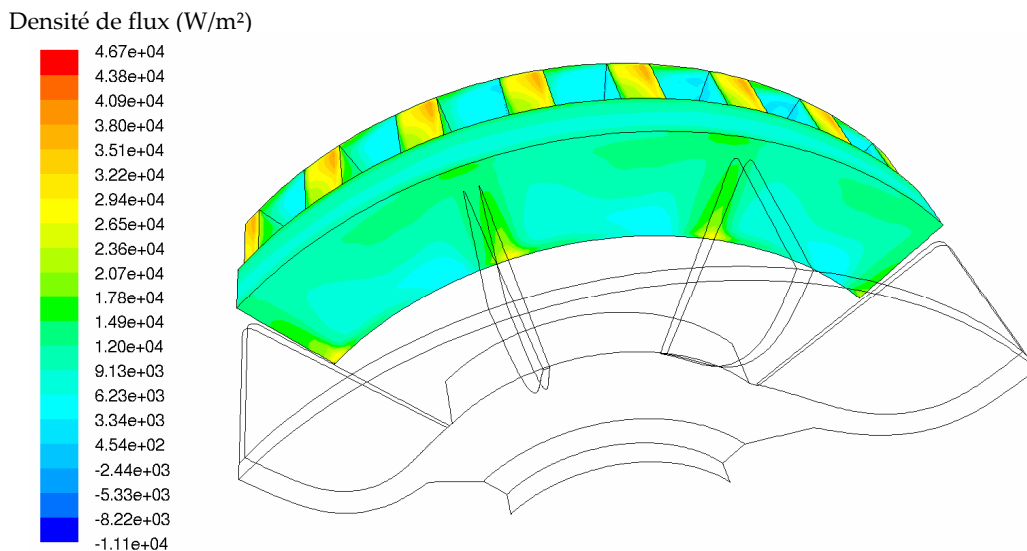 Densité de flux (W/m²)
4.67e+04
4.38e+04
4.09e+04
3.80e+04
3.51e+04
3.22e+04
2.94e+04
2.65e+04
2.36e+04
2.07e+04
1.78e+04
1.49e+04
1.20e+04
9.13e+03
6.23e+03
3.34e+03
4.54e+02
-2.44e+03
-5.33e+03
-8.22e+03
-1.11e+04